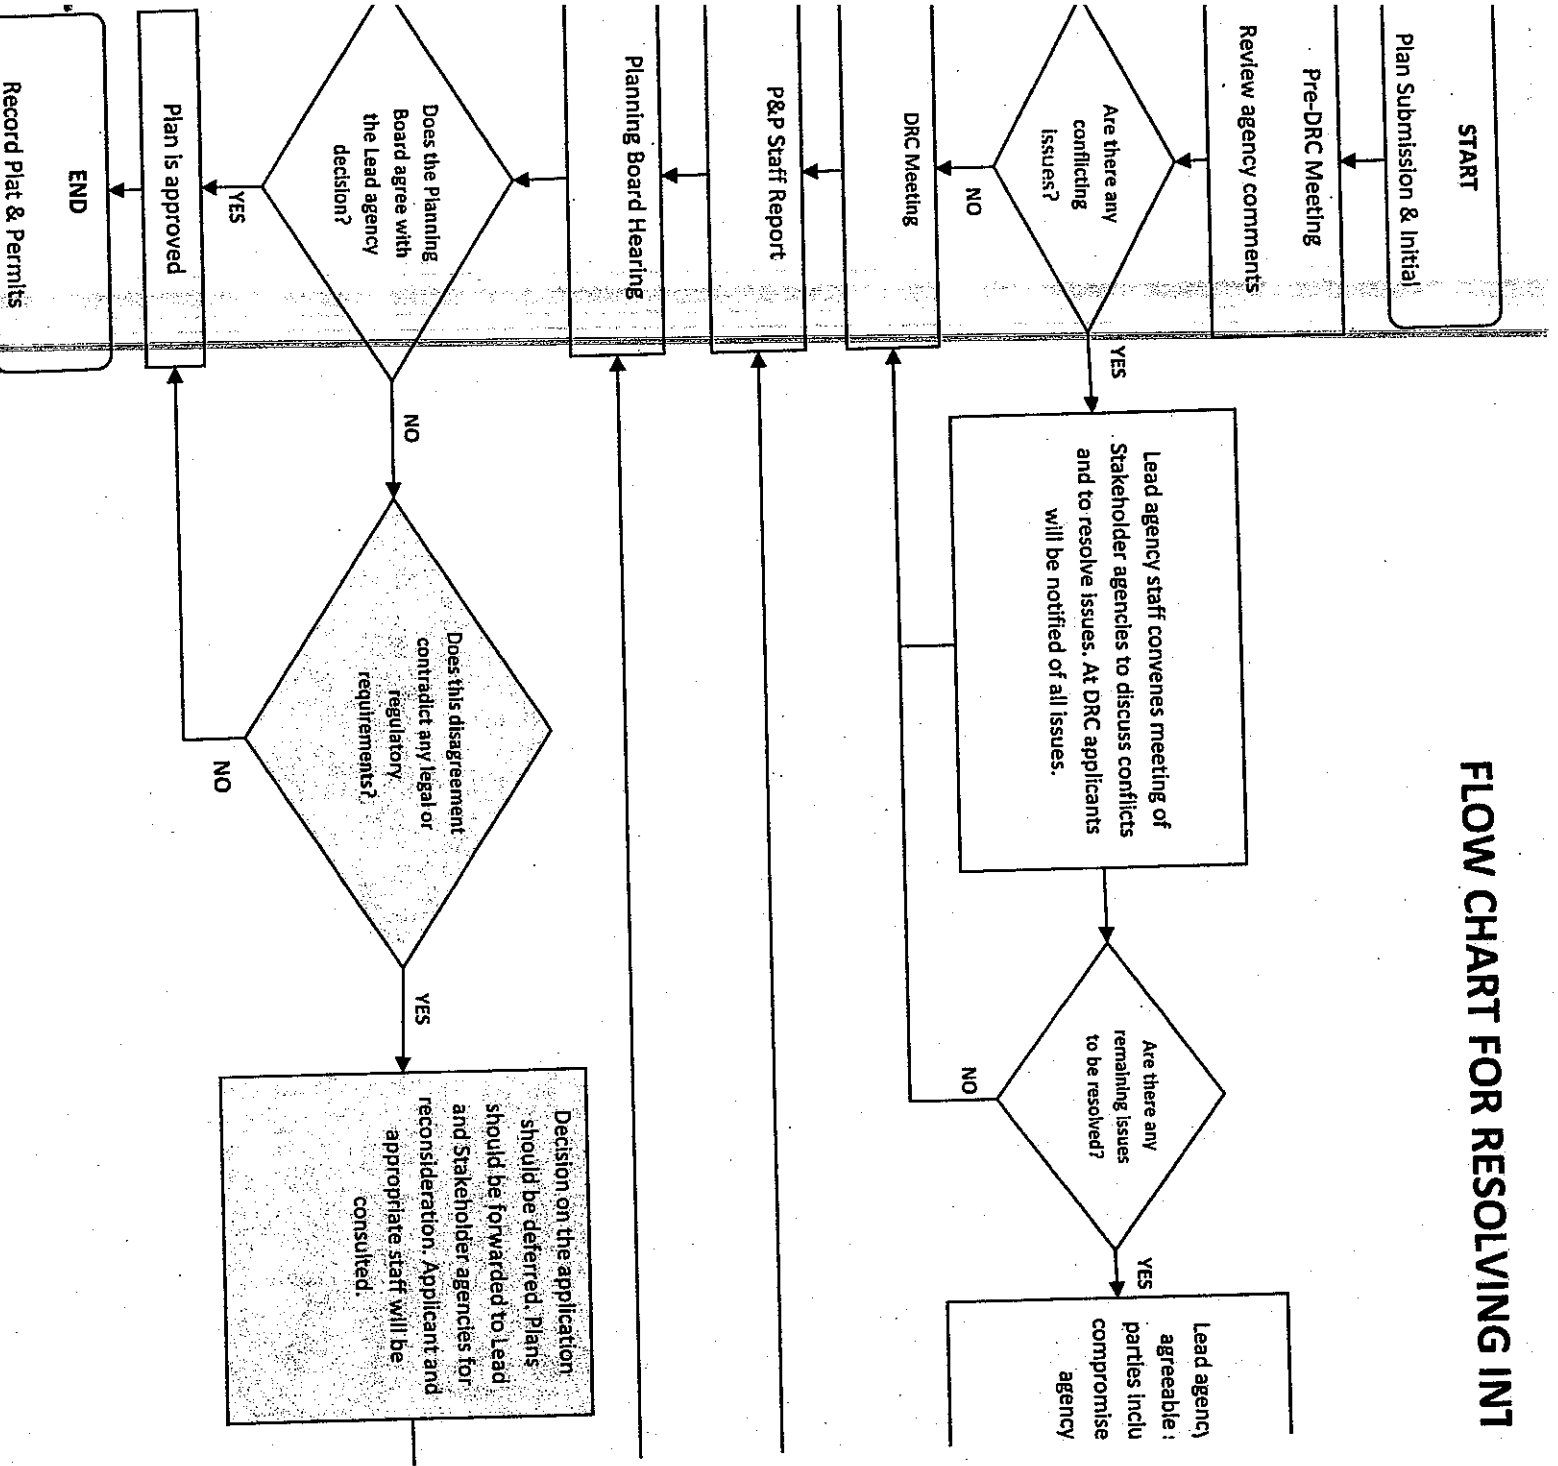 FLOW CHART FOR RESOLVING INT
START
Plan Submission & Initial
Pre-DRC Meeting
Review agency comments
Are there any
conflicting
issues?
YES
NO
Lead agency staff convenes meeting of
Stakeholder agencies to discuss conflicts
and to resolve issues. At DRC applicants
will be notified of all issues.
Are there any
remaining issues
to be resolved?
YES
NO
Lead agency
agreeable
parties inclu
compromise
agency
DRC Meeting
P&P Staff Report
Planning Board Hearing
Does the Planning
Board agree with
the Lead agency
decision?
NO
YES
Does this disagreement
contradict any legal or
regulatory
requirements?
YES
NO
Decision on the application
should be deferred. Plans
should be forwarded to Lead
and Stakeholder agencies for
reconsideration. Applicant and
appropriate staff will be
consulted.
Plan is approved
END
Record Plat & Permits